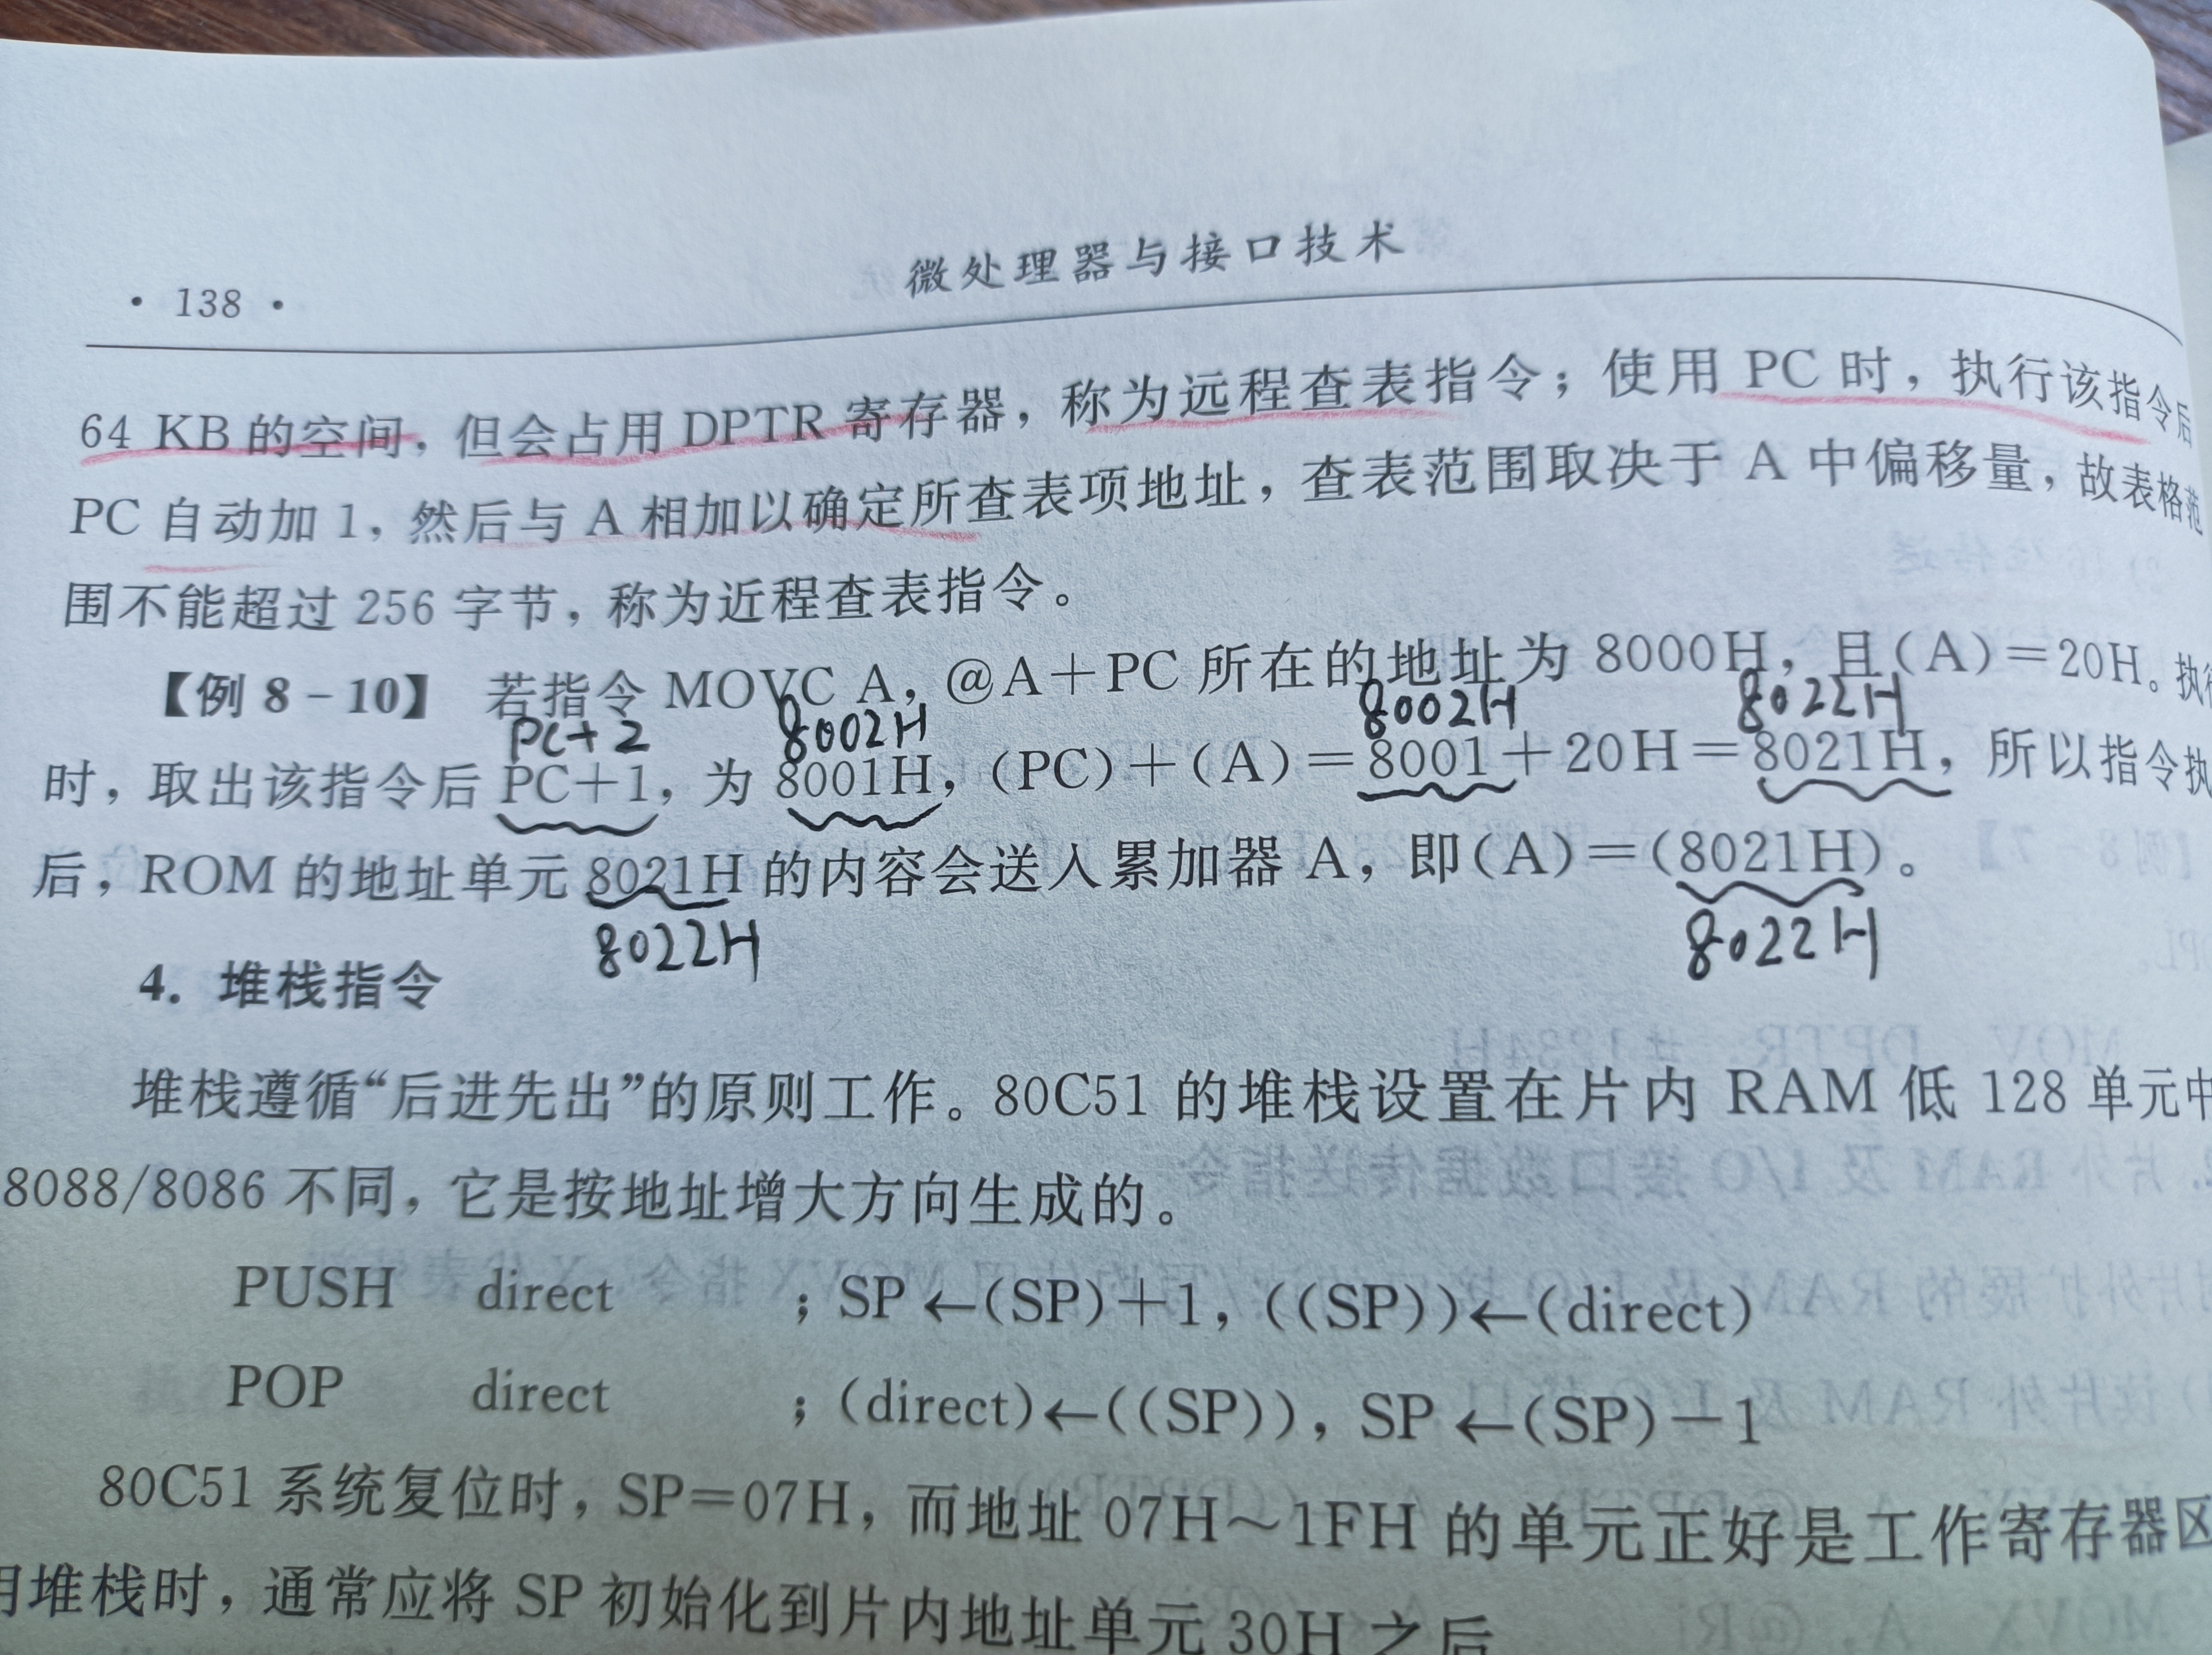 微处理器与接口技术
· 138 ·
64 KB 的空间，但会占用 DPTR 寄存器，称为远程查表指令；使用 PC 时，执行该指令后
PC 自动加 1，然后与 A 相加以确定所查表项地址，查表范围取决于 A 中偏移量，故表格范
围不能超过 256 字节，称为近程查表指令。
【例 8-10】 若指令 MOVC A，@A+PC 所在的地址为 8000H，且(A)=20H。执行
PC+2 8002H 8002H 8022H
时，取出该指令后 PC+1，为 8001H，(PC)+(A)=8001+20H=8021H，所以指令执
后，ROM 的地址单元 8021H 的内容会送入累加器 A，即(A)=(8021H)。
8022H 8022H
4. 堆栈指令
堆栈遵循“后进先出”的原则工作。80C51 的堆栈设置在片内 RAM 低 128 单元中
8088/8086 不同，它是按地址增大方向生成的。
PUSH direct ；SP←(SP)+1，((SP))←(direct)
POP direct ；(direct)←((SP))，SP←(SP)-1
80C51 系统复位时，SP=07H，而地址 07H～1FH 的单元正好是工作寄存器区
用堆栈时，通常应将 SP 初始化到片内地址单元 30H 之后